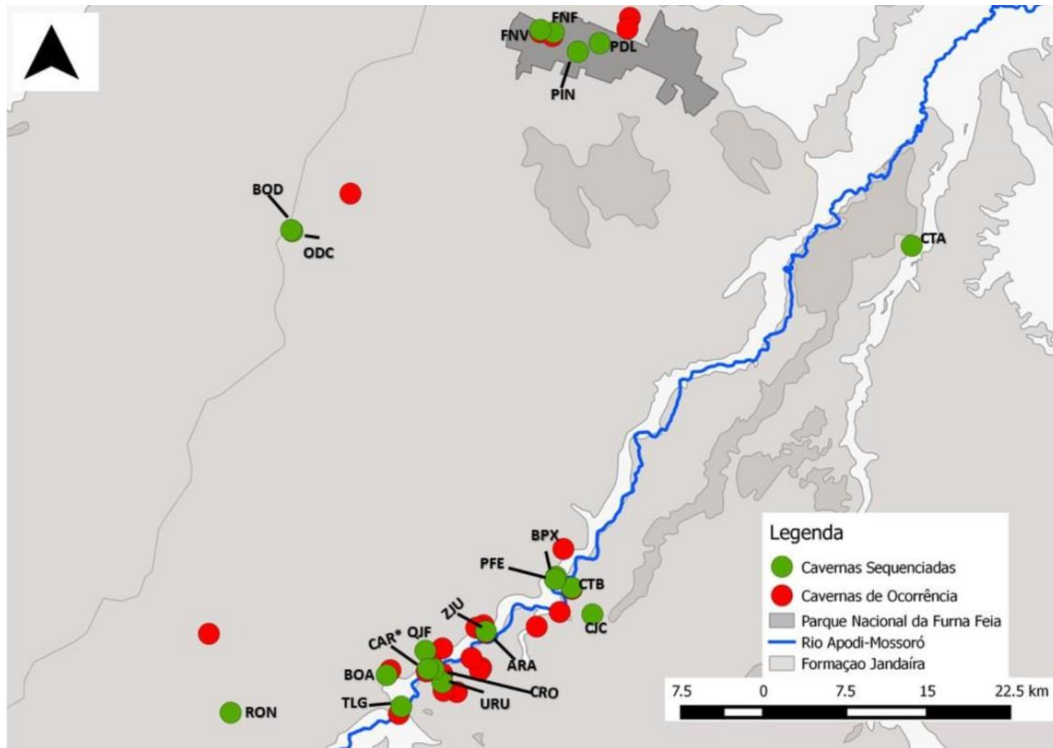 FNF
FNV
PDL
PIN
BQD
ODC
CTA
BPX
PFE
CTB
CJC
ZJU
QJF
CAR*
ARA
BOA
CRO
URU
TLG
RON
Legenda
Cavernas Sequenciadas
Cavernas de Ocorrência
Parque Nacional da Furna Feia
Rio Apodi-Mossoró
Formaçao Jandaíra
7.5 0 7.5 15 22.5 km